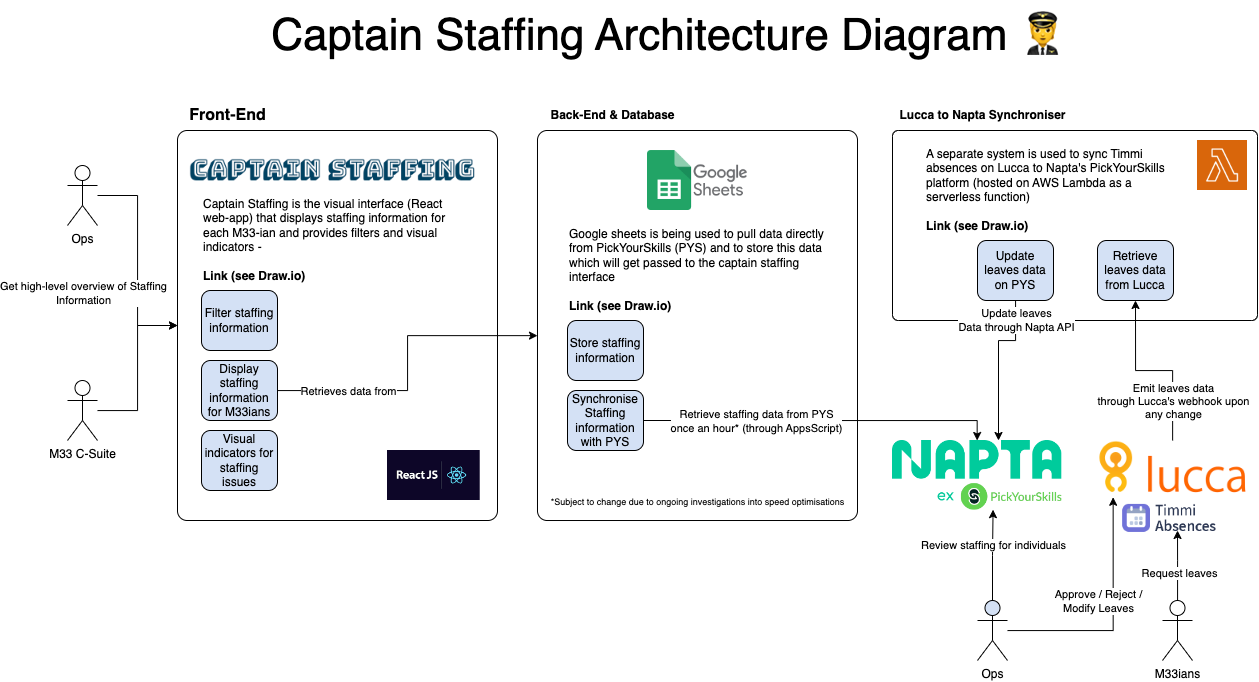 Captain Staffing Architecture Diagram
Front-End
CAPTAIN STAFFING
Captain Staffing is the visual interface (React
web-app) that displays staffing information for
each M33-ian and provides filters and visual
indicators -
Link (see Draw.io)
Filter staffing
information
Display
staffing
information
for M33ians
Visual
indicators for
staffing
issues
React JS
Ops
Get high-level overview of Staffing
Information
M33 C-Suite
Retrieves data from
Back-End & Database
Google
Sheets
Google sheets is being used to pull data directly
from PickYourSkills (PYS) and to store this data
which will get passed to the captain staffing
interface
Link (see Draw.io)
Store staffing
information
Synchronise
Staffing
information
with PYS
Retrieve staffing data from PYS
once an hour* (through AppsScript)
*Subject to change due to ongoing investigations into speed optimisations
Lucca to Napta Synchroniser
A separate system is used to sync Timmi
absences on Lucca to Napta's PickYourSkills
platform (hosted on AWS Lambda as a
serverless function)
Link (see Draw.io)
Update
leaves data
on PYS
Retrieve
leaves data
from Lucca
Update leaves
Data through Napta API
Emit leaves data
through Lucca's webhook upon
any change
NAPTA
ex PickYourSkills
lucca
Timmi
Absences
Review staffing for individuals
Request leaves
Approve / Reject /
Modify Leaves
Ops
M33ians